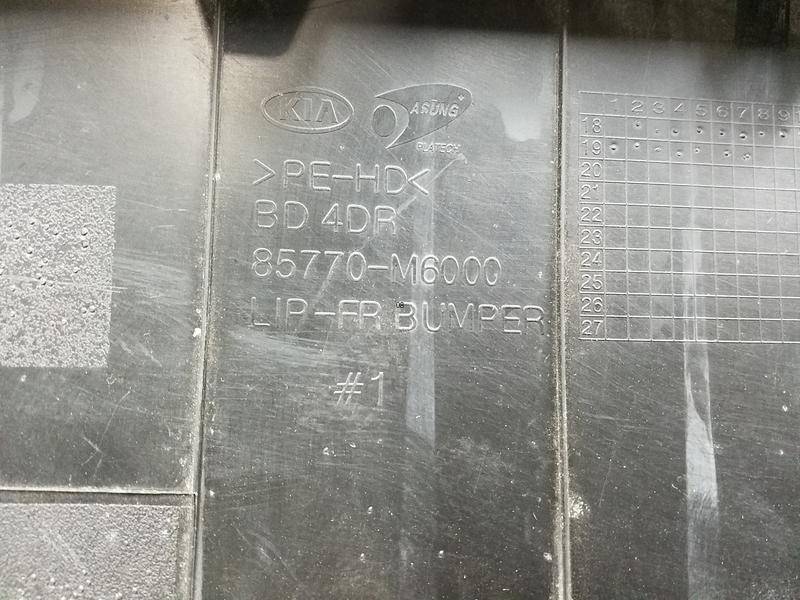 KIA
DASUNG
PLATECH
>PE-HD<
BD 4DR
85770-M6000
LIP-FR BUMPER
#1
1 2 3 4 5 6 7 8 9
18
19
20
21
22
23
24
25
26
27